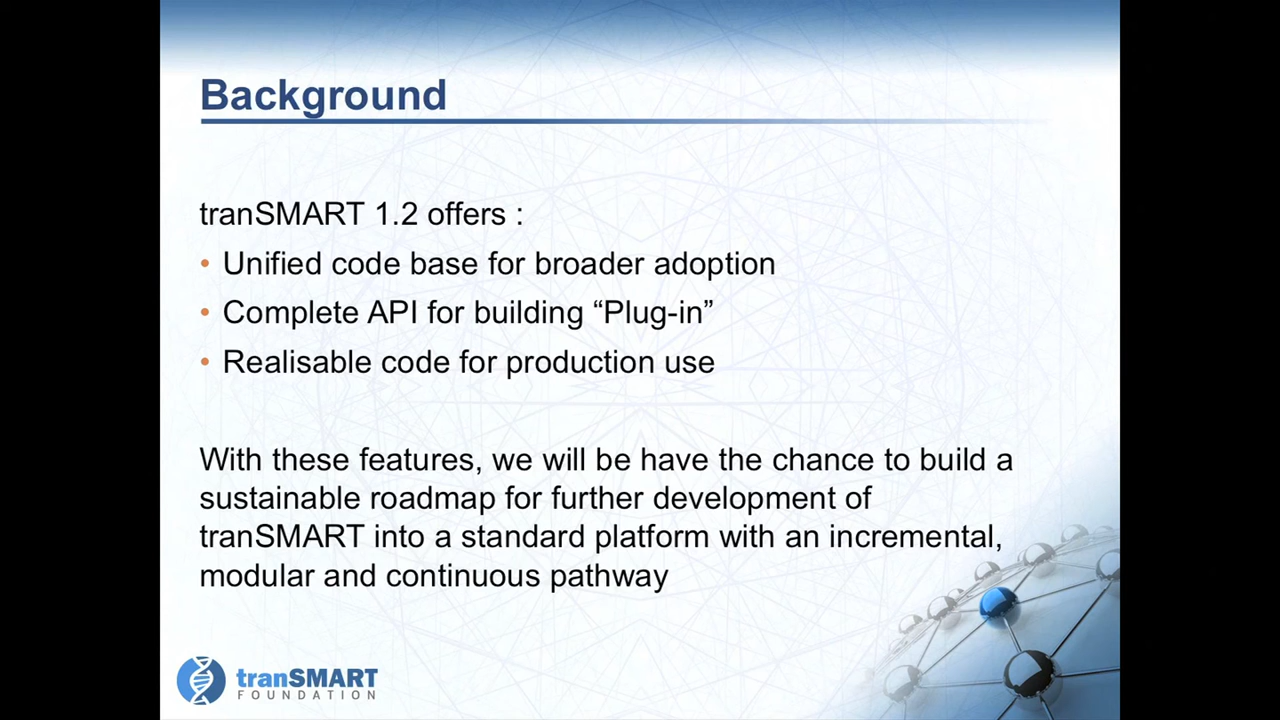 Background
tranSMART 1.2 offers :
• Unified code base for broader adoption
• Complete API for building “Plug-in”
• Realisable code for production use
With these features, we will be have the chance to build a
sustainable roadmap for further development of
tranSMART into a standard platform with an incremental,
modular and continuous pathway
tranSMART
FOUNDATION